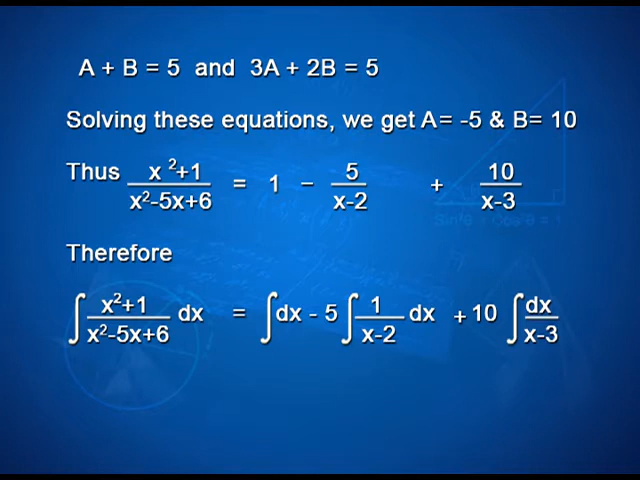 A + B = 5 and 3A + 2B = 5
Solving these equations, we get A= -5 & B= 10
Thus x²+1 / x²-5x+6 = 1 − 5 / x-2 + 10 / x-3
Therefore
∫ x²+1 / x²-5x+6 dx = ∫dx - 5 ∫ 1 / x-2 dx + 10 ∫ dx / x-3